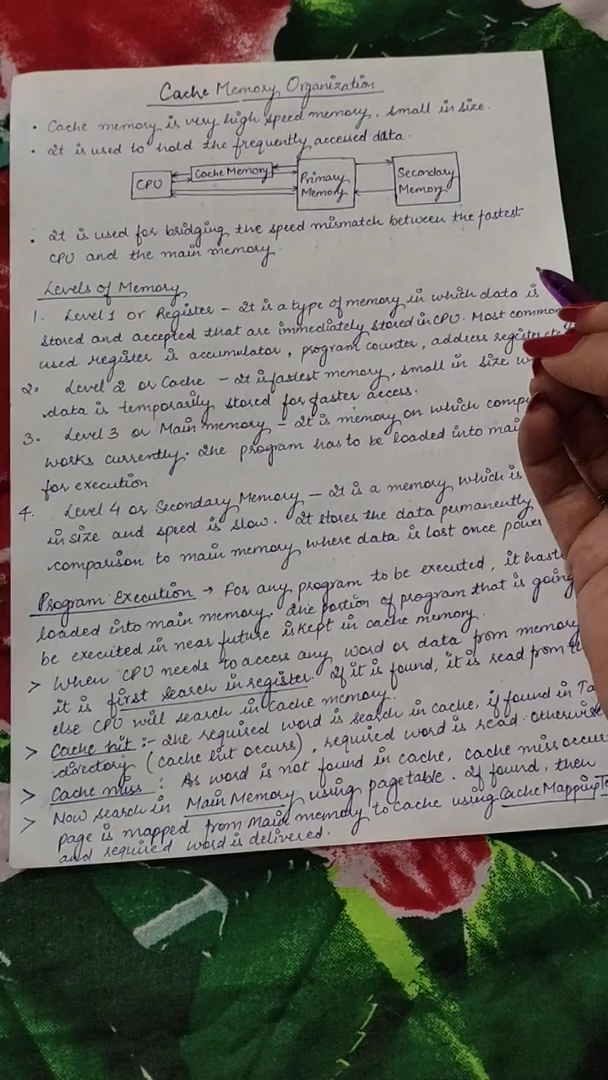 Cache Memory Organization
• Cache memory is very high speed memory, small in size.
• It is used to hold the frequently accessed data.
CPU
Cache Memory
Primary Memory
Secondary Memory
• It is used for bridging the speed mismatch between the fastest
CPU and the main memory.
Levels of Memory
1. Level 1 or Register - It is a type of memory in which data is
stored and accepted that are immediately stored in CPU. Most common
used register is accumulator, program counter, address register etc.
2. Level 2 or Cache - It is fastest memory, small in size
data is temporarily stored for faster access.
3. Level 3 or Main memory - It is memory on which comp
works currently. The program has to be loaded into mai
for execution
4. Level 4 or Secondary Memory - It is a memory which is
in size and speed is slow. It stores the data permanently
comparison to main memory where data is lost once power
Program Execution → For any program to be executed, it has to
loaded into main memory. The portion of program that is going
be executed in near future is kept in cache memory.
> When CPU needs to access any word or data from memory
it is first search in register. If it is found, it is read from
else CPU will search in cache memory.
> Cache hit :- The required word is search in cache, if found in Ta
directory (cache hit occurs), required word is read. otherwise
> Cache miss : As word is not found in cache, cache miss occur
> Now search in Main Memory using page table. If found, then
page is mapped from Main memory to cache using Cache Mapping Te
and required word is delivered.